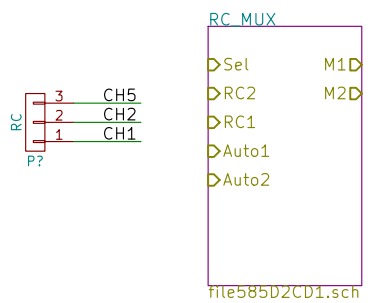 RC_MUX
Sel
M1
RC2
M2
RC1
Auto1
Auto2
file585D2CD1.sch
RC
3
CH5
2
CH2
1
CH1
P?